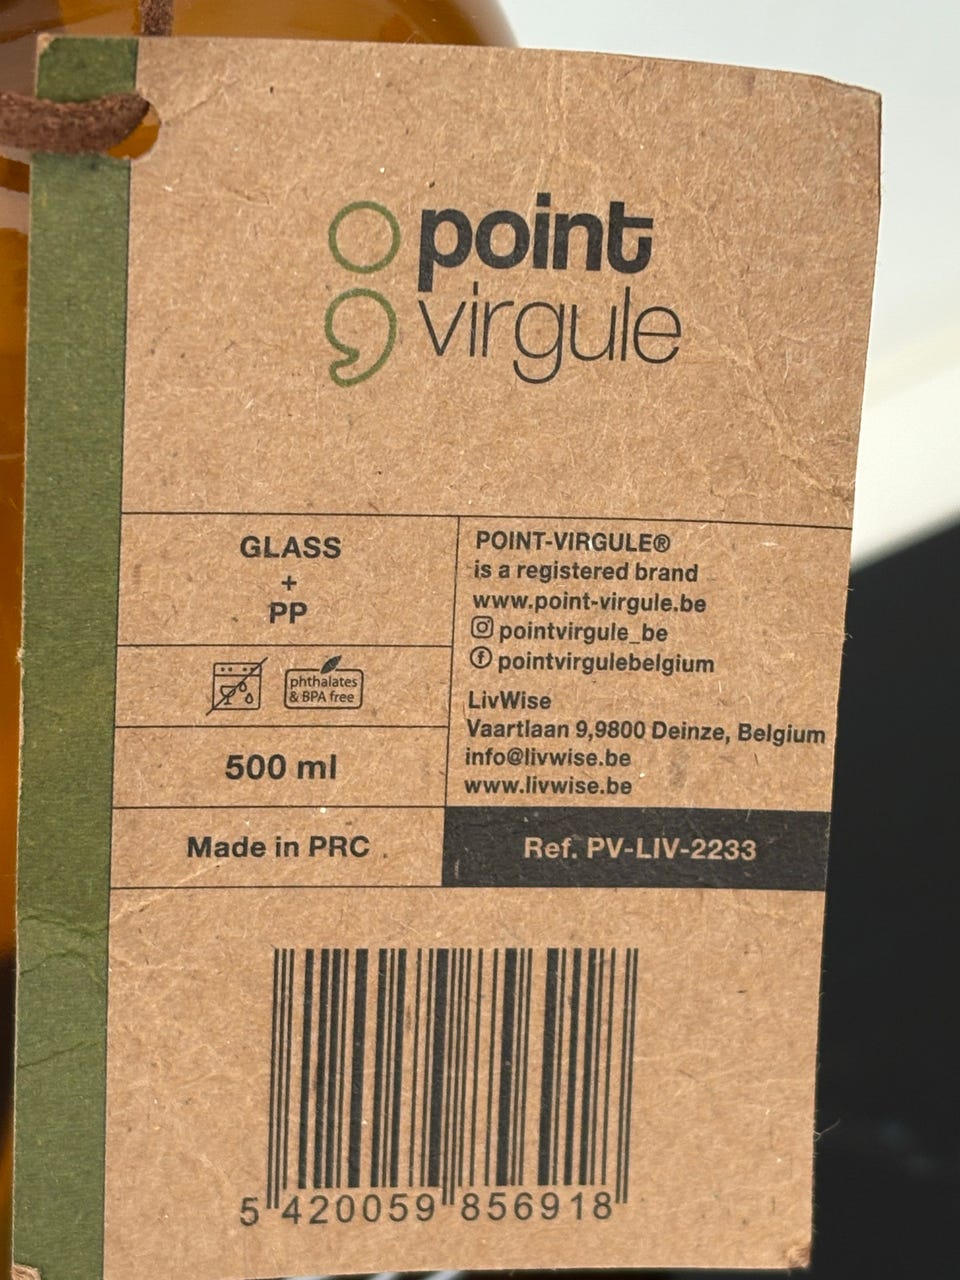 point
virgule
GLASS
+
PP
phthalates
& BPA free
500 ml
Made in PRC
POINT-VIRGULE®
is a registered brand
www.point-virgule.be
pointvirgule_be
pointvirgulebelgium
LivWise
Vaartlaan 9,9800 Deinze, Belgium
info@livwise.be
www.livwise.be
Ref. PV-LIV-2233
5 420059 856918